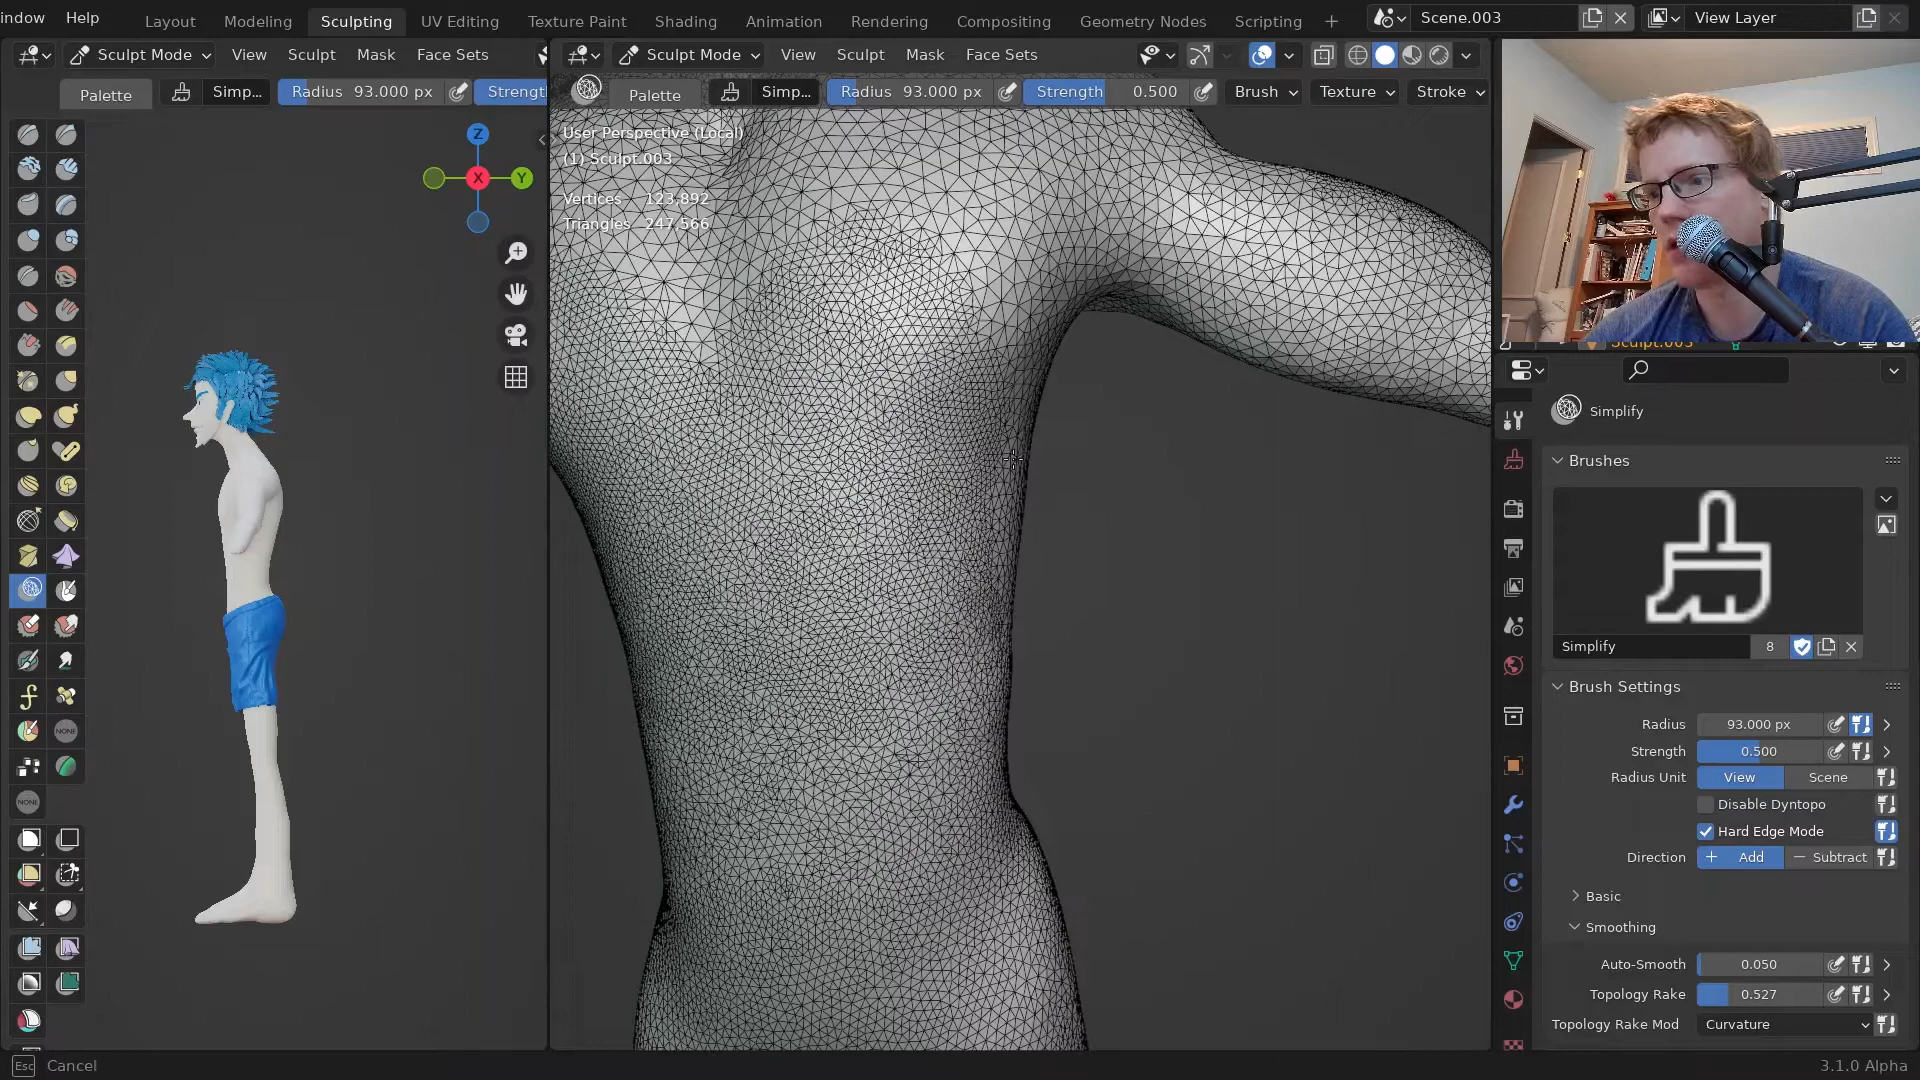 indow Help Layout Modeling Sculpting UV Editing Texture Paint Shading Animation Rendering Compositing Geometry Nodes Scripting + Scene.003 View Layer
Sculpt Mode View Sculpt Mask Face Sets
Sculpt Mode View Sculpt Mask Face Sets
Palette Simp... Radius 93.000 px Strengt
Palette Simp... Radius 93.000 px Strength 0.500 Brush Texture Stroke
Z
X
Y
User Perspective (Local)
(1) Sculpt.003
Vertices 123,892
Triangles 247,566
NONE
NONE
Sculpt.003
Simplify
Brushes
Simplify 8
Brush Settings
Radius 93.000 px
Strength 0.500
Radius Unit View Scene
Disable Dyntopo
Hard Edge Mode
Direction + Add − Subtract
Basic
Smoothing
Auto-Smooth 0.050
Topology Rake 0.527
Topology Rake Mod Curvature
Esc Cancel
3.1.0 Alpha